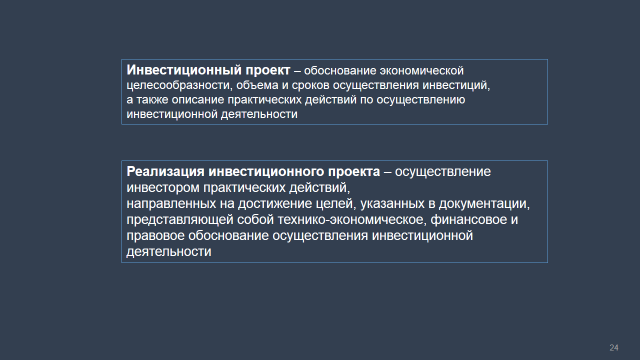 Инвестиционный проект – обоснование экономической
целесообразности, объема и сроков осуществления инвестиций,
а также описание практических действий по осуществлению
инвестиционной деятельности
Реализация инвестиционного проекта – осуществление
инвестором практических действий,
направленных на достижение целей, указанных в документации,
представляющей собой технико-экономическое, финансовое и
правовое обоснование осуществления инвестиционной
деятельности
24